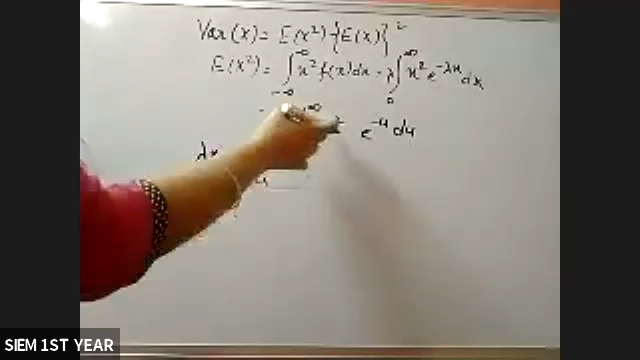 Var(x) = E(x²) - {E(x)}²
E(x²) = ∫_{-∞}^{∞} x² f(x)dx = λ∫_0^∞ x² e^{-λx} dx
e^{-u} du
SIEM 1ST YEAR